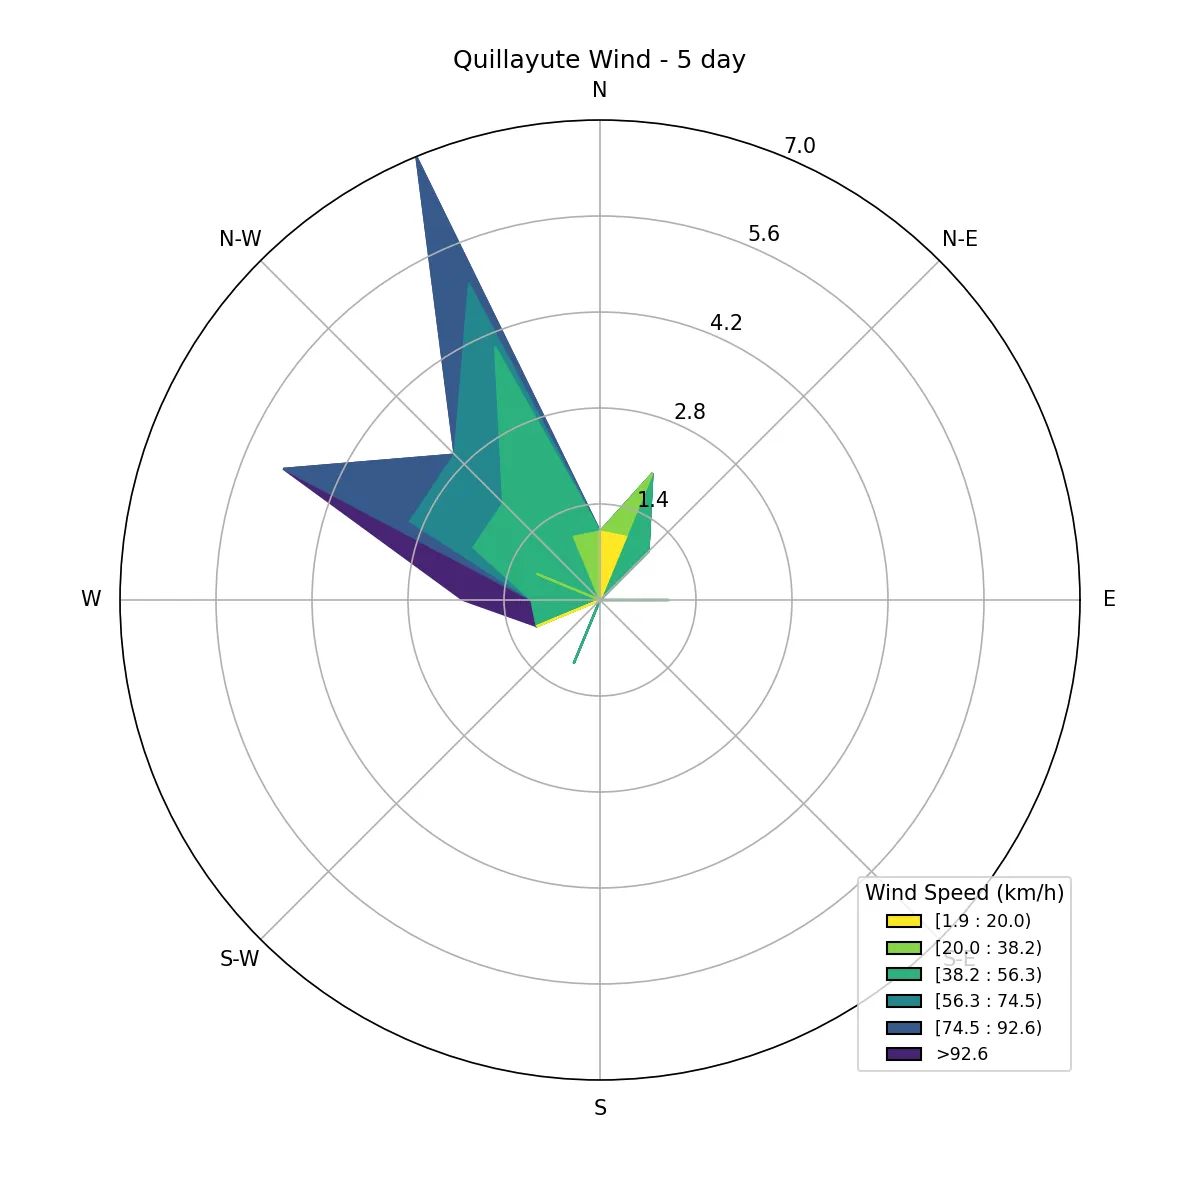 Quillayute Wind - 5 day
N
7.0
N-W
5.6
N-E
4.2
2.8
1.4
W
E
Wind Speed (km/h)
[1.9 : 20.0)
[20.0 : 38.2)
S-W
S-E
[38.2 : 56.3)
[56.3 : 74.5)
[74.5 : 92.6)
>92.6
S